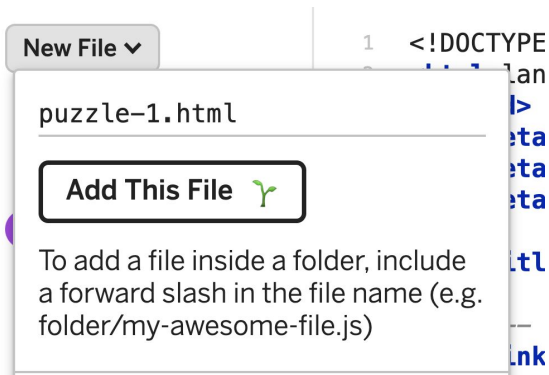 New File
1 <!DOCTYPE
puzzle-1.html
Add This File
To add a file inside a folder, include
a forward slash in the file name (e.g.
folder/my-awesome-file.js)